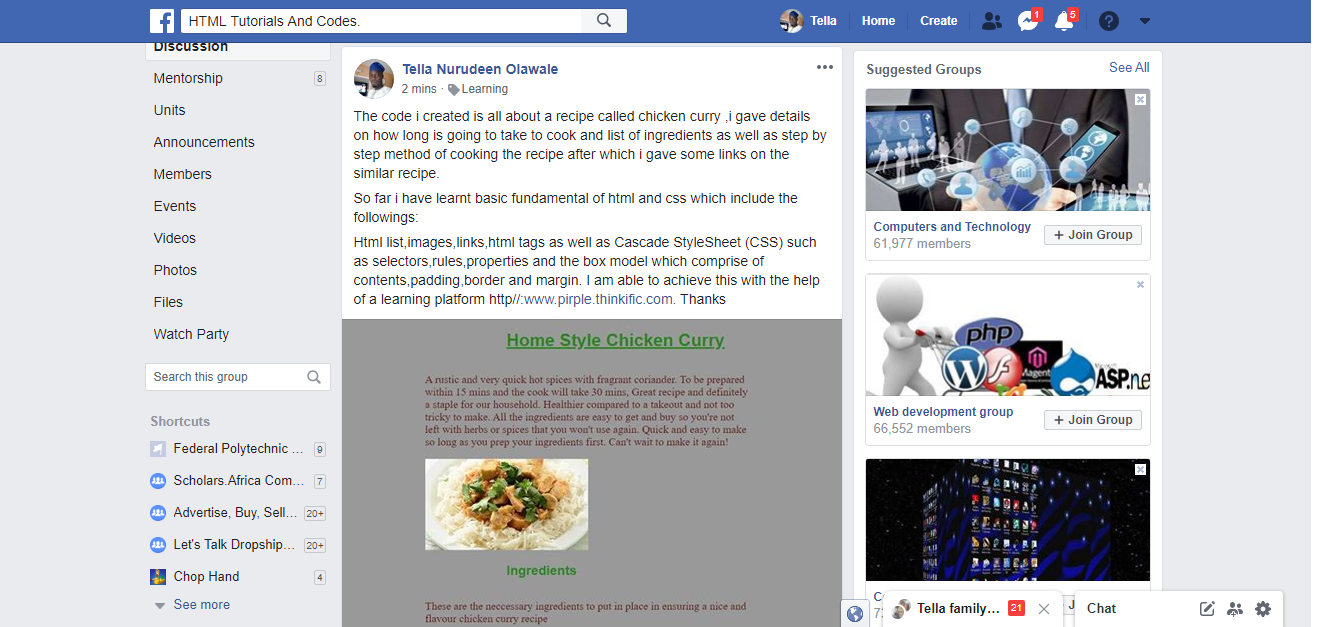 HTML Tutorials And Codes.
Tella
Home
Create
1
5
Discussion
Mentorship
8
Units
Announcements
Members
Events
Videos
Photos
Files
Watch Party
Search this group
Shortcuts
Federal Polytechnic ...
9
Scholars.Africa Com...
7
Advertise, Buy, Sell...
20+
Let's Talk Dropship...
20+
Chop Hand
4
See more
Tella Nurudeen Olawale
2 mins · Learning
The code i created is all about a recipe called chicken curry ,i gave details
on how long is going to take to cook and list of ingredients as well as step by
step method of cooking the recipe after which i gave some links on the
similar recipe.
So far i have learnt basic fundamental of html and css which include the
followings:
Html list,images,links,html tags as well as Cascade StyleSheet (CSS) such
as selectors,rules,properties and the box model which comprise of
contents,padding,border and margin. I am able to achieve this with the help
of a learning platform http//:www.pirple.thinkific.com. Thanks
Home Style Chicken Curry
A rustic and very quick hot spices with fragrant coriander. To be prepared
within 15 mins and the cook will take 30 mins, Great recipe and definitely
a staple for our household. Healthier compared to a takeout and not too
tricky to make. All the ingredients are easy to get and buy so you're not
left with herbs or spices that you won't use again. Quick and easy to make
so long as you prep your ingredients first. Can't wait to make it again!
Ingredients
These are the neccessary ingredients to put in place in ensuring a nice and
flavour chicken curry recipe
Suggested Groups
See All
Computers and Technology
61,977 members
+ Join Group
php
Magent
ASP.ne
Web development group
66,552 members
+ Join Group
Tella family...
21
Chat